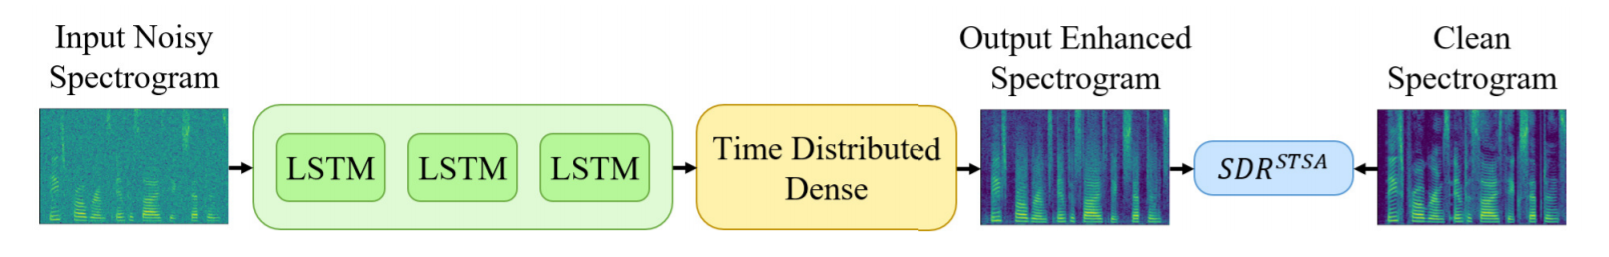 Input Noisy
Spectrogram
LSTM
LSTM
LSTM
Time Distributed
Dense
Output Enhanced
Spectrogram
SDR^STSA
Clean
Spectrogram